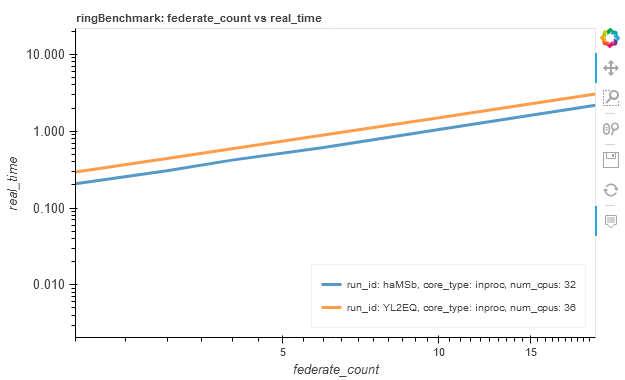 ringBenchmark: federate_count vs real_time
10.000
1.000
0.100
0.010
real_time
run_id: haMSb, core_type: inproc, num_cpus: 32
run_id: YL2EQ, core_type: inproc, num_cpus: 36
5
10
15
federate_count